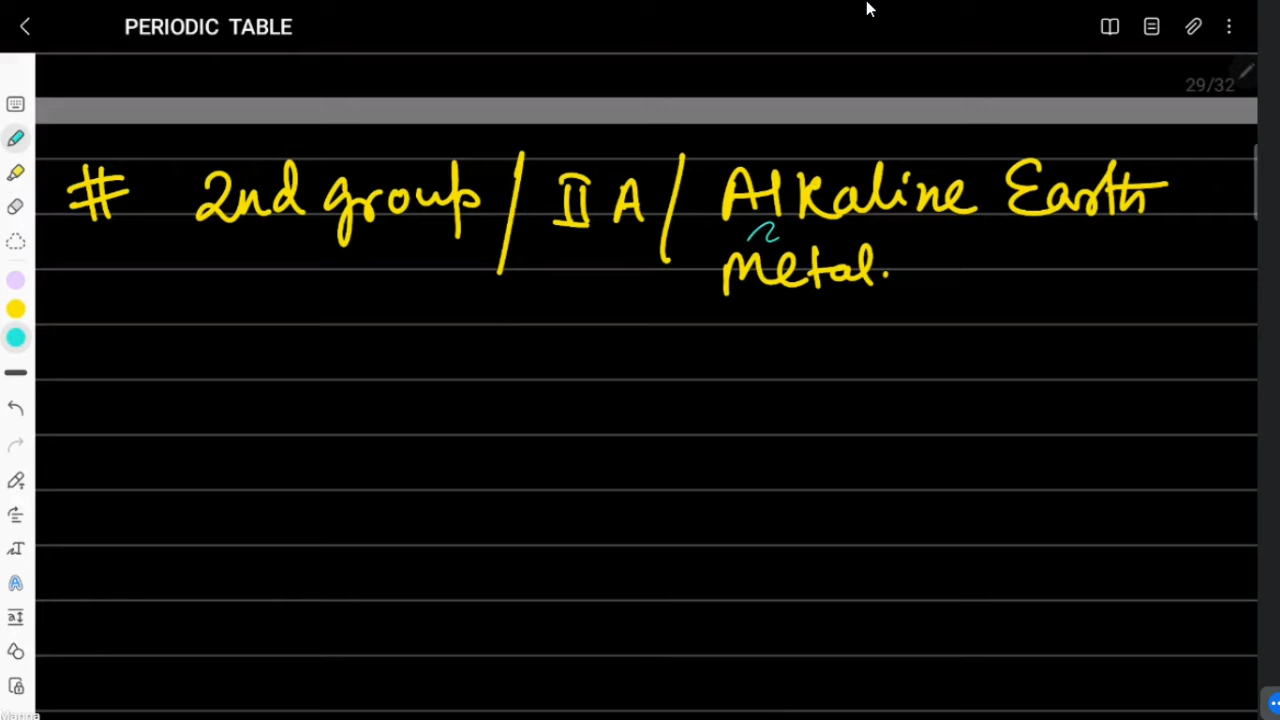 PERIODIC TABLE
29/32
# 2nd group / II A / Alkaline Earth
Metal.